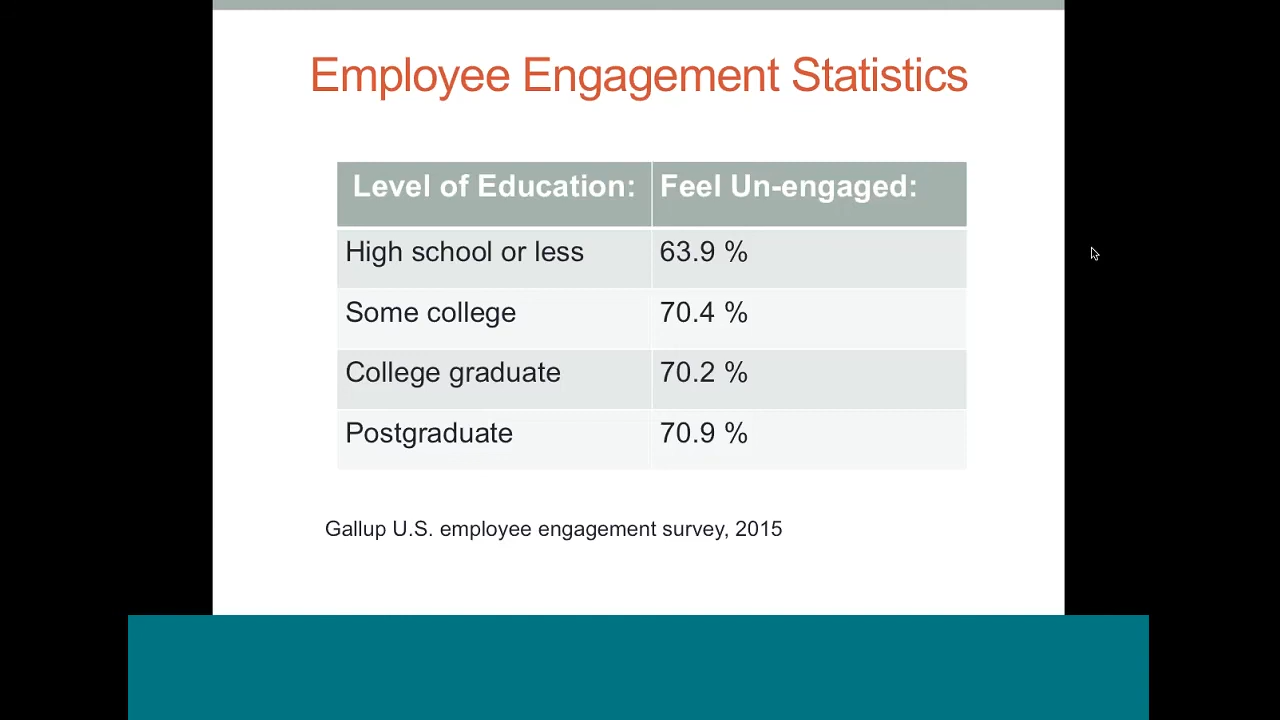 Employee Engagement Statistics
Level of Education: Feel Un-engaged:
High school or less 63.9 %
Some college 70.4 %
College graduate 70.2 %
Postgraduate 70.9 %
Gallup U.S. employee engagement survey, 2015